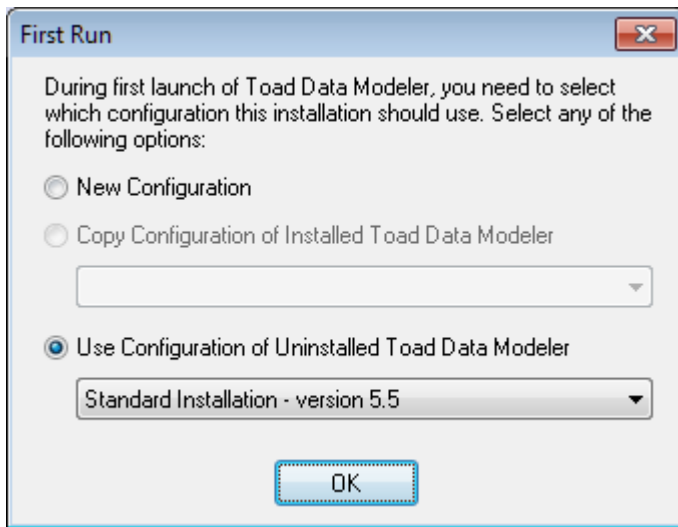 First Run
During first launch of Toad Data Modeler, you need to select
which configuration this installation should use. Select any of the
following options:
New Configuration
Copy Configuration of Installed Toad Data Modeler
Use Configuration of Uninstalled Toad Data Modeler
Standard Installation - version 5.5
OK